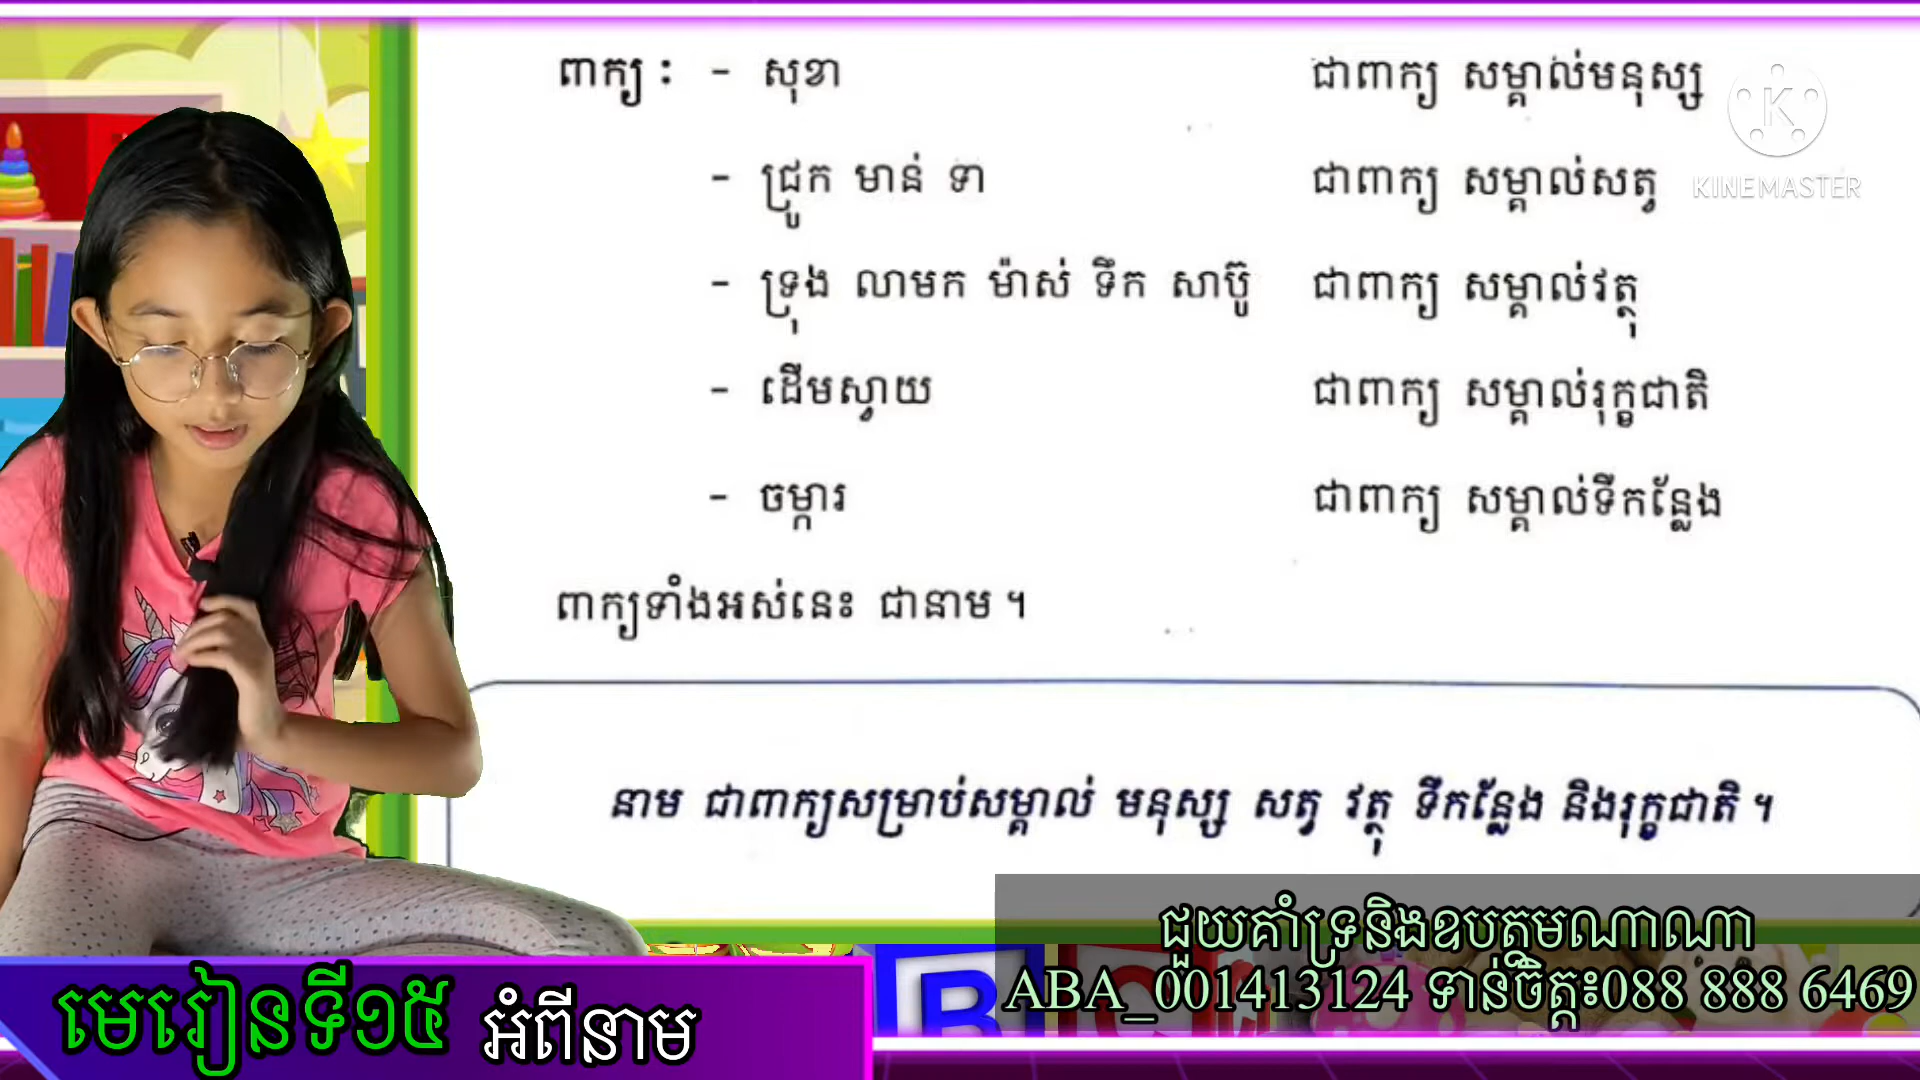 ពាក្យ ៖ - សុខា ជាពាក្យ សម្គាល់មនុស្ស
- ជ្រូក មាន់ ទា ជាពាក្យ សម្គាល់សត្វ
KINEMASTER
- ទ្រុង លាមក ម៉ាស់ ទឹក សាប៊ូ ជាពាក្យ សម្គាល់វត្ថុ
- ដើមស្វាយ ជាពាក្យ សម្គាល់រុក្ខជាតិ
- ចម្ការ ជាពាក្យ សម្គាល់ទីកន្លែង
ពាក្យទាំងអស់នេះ ជានាម ។
នាម ជាពាក្យសម្រាប់សម្គាល់ មនុស្ស សត្វ វត្ថុ ទីកន្លែង និងរុក្ខជាតិ ។
ជួយគាំទ្រនិងឧបត្ថមណាណា
ABA_001413124 ទាន់ចិត្ត៖088 888 6469
មេរៀនទី១៥ អំពីនាម